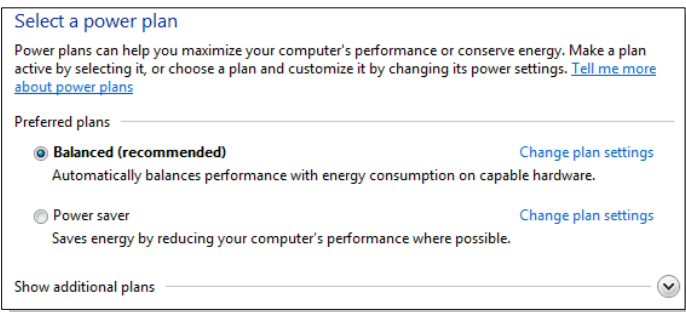 Select a power plan
Power plans can help you maximize your computer's performance or conserve energy. Make a plan
active by selecting it, or choose a plan and customize it by changing its power settings. Tell me more
about power plans
Preferred plans
Balanced (recommended) Change plan settings
Automatically balances performance with energy consumption on capable hardware.
Power saver Change plan settings
Saves energy by reducing your computer's performance where possible.
Show additional plans